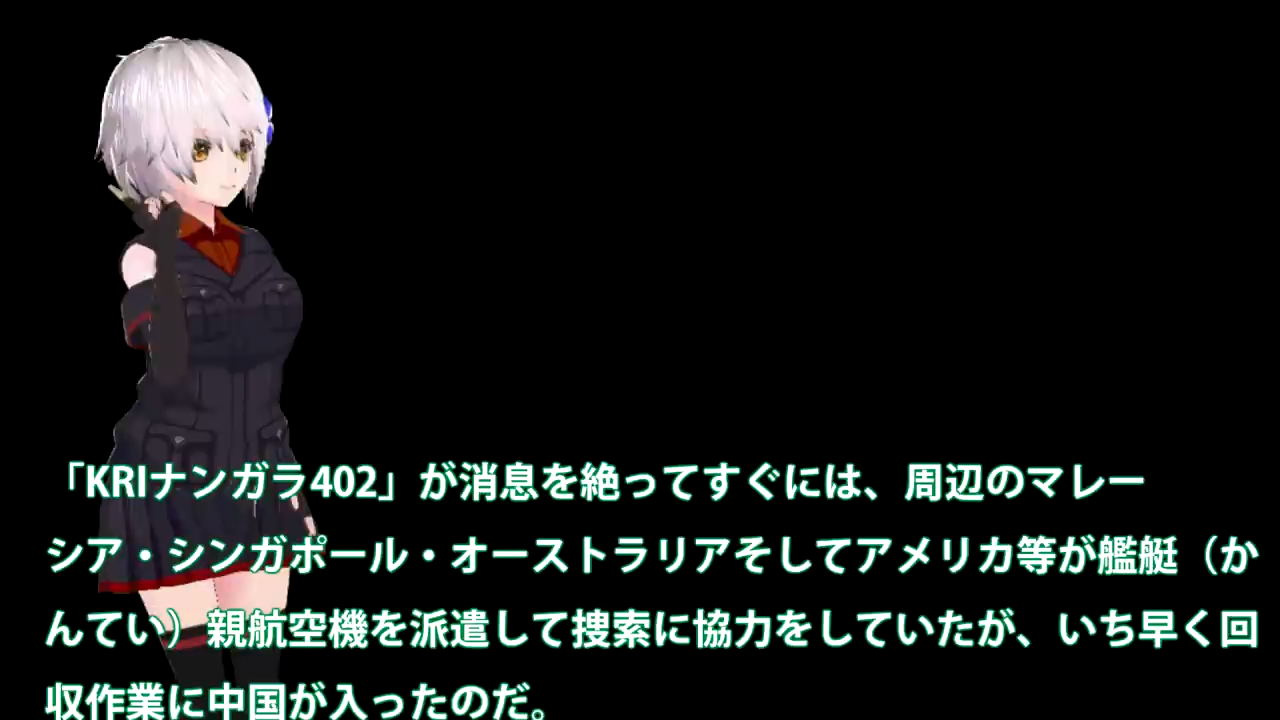 「KRIナンガラ402」が消息を絶ってすぐには、周辺のマレー
シア・シンガポール・オーストラリアそしてアメリカ等が艦艇（か
んてい）親航空機を派遣して捜索に協力をしていたが、いち早く回
収作業に中国が入ったのだ。